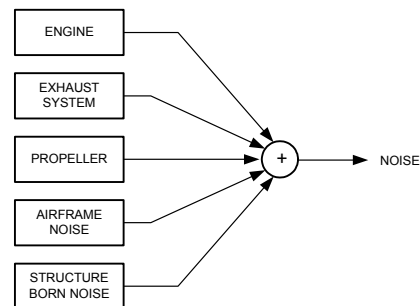 ENGINE
EXHAUST
SYSTEM
PROPELLER
+
NOISE
AIRFRAME
NOISE
STRUCTURE
BORN NOISE